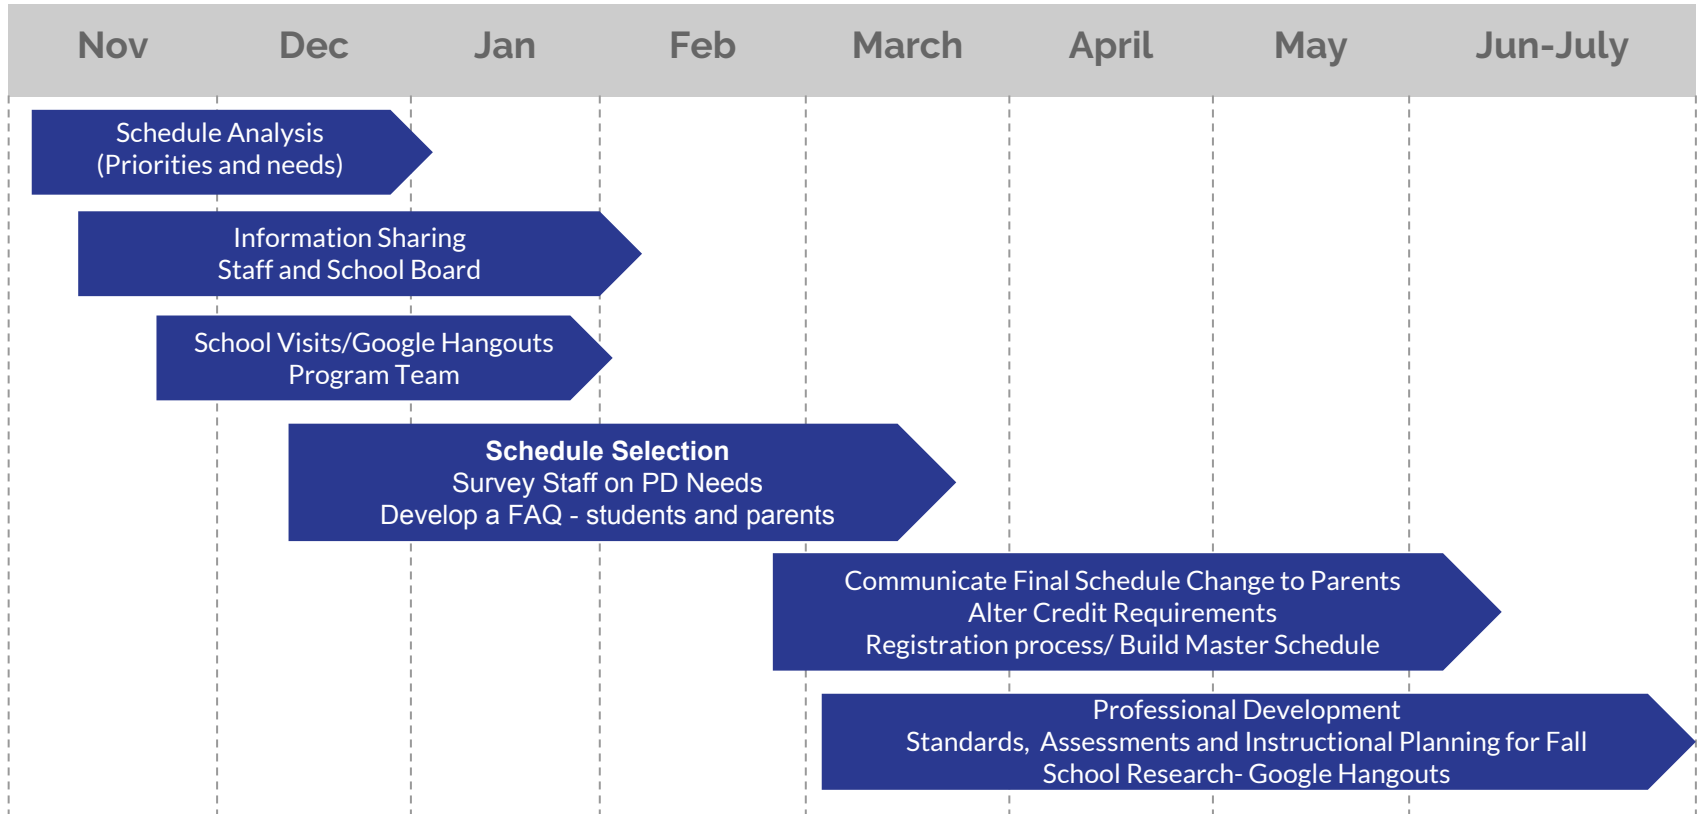 Nov Dec Jan Feb March April May Jun-July
Schedule Analysis
(Priorities and needs)
Information Sharing
Staff and School Board
School Visits/Google Hangouts
Program Team
Schedule Selection
Survey Staff on PD Needs
Develop a FAQ - students and parents
Communicate Final Schedule Change to Parents
Alter Credit Requirements
Registration process/ Build Master Schedule
Professional Development
Standards,  Assessments and Instructional Planning for Fall
School Research- Google Hangouts